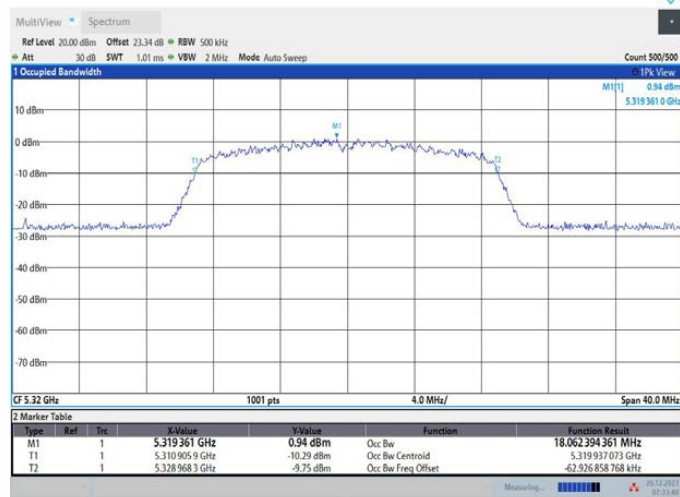 MultiView Spectrum
Ref Level 20.00 dBm Offset 23.34 dB RBW 500 kHz
Att 30 dB SWT 1.01 ms VBW 2 MHz Mode Auto Sweep Count 500/500
1 Occupied Bandwidth 1Pk View
M1[1] 0.94 dBm
5.319 361 0 GHz
10 dBm
M1
0 dBm
T1 T2
-10 dBm
-20 dBm
-30 dBm
-40 dBm
-50 dBm
-60 dBm
-70 dBm
CF 5.32 GHz 1001 pts 4.0 MHz/ Span 40.0 MHz
2 Marker Table
Type Ref Trc X-Value Y-Value Function Function Result
M1 1 5.319 361 GHz 0.94 dBm Occ Bw 18.062 394 361 MHz
T1 1 5.310 905 9 GHz -10.29 dBm Occ Bw Centroid 5.319 937 073 GHz
T2 1 5.328 968 3 GHz -9.75 dBm Occ Bw Freq Offset -62.926 858 768 kHz
Measuring...